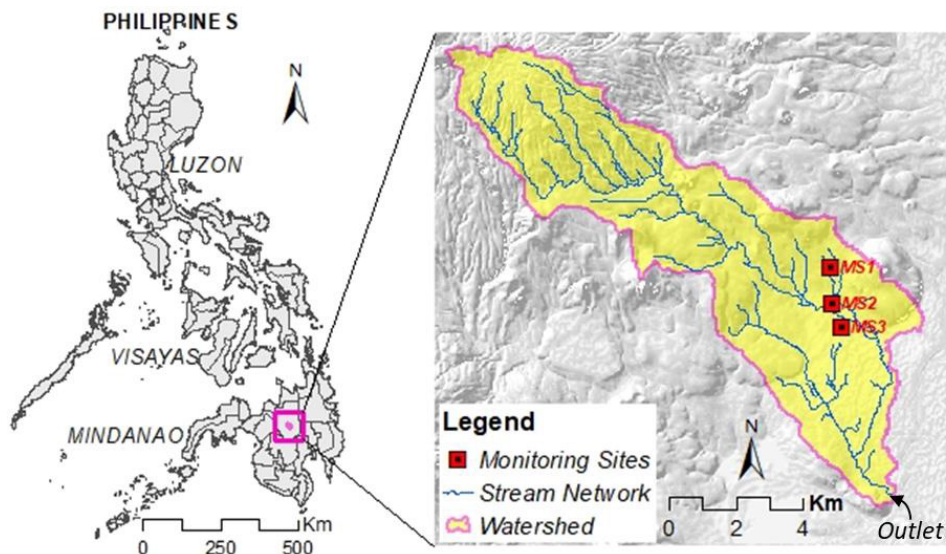 PHILIPPINES
N
LUZON
VISAYAS
MINDANAO
Km
0 250 500
MS1
MS2
MS3
Legend
Monitoring Sites
Stream Network
Watershed
N
Km
0 2 4
Outlet